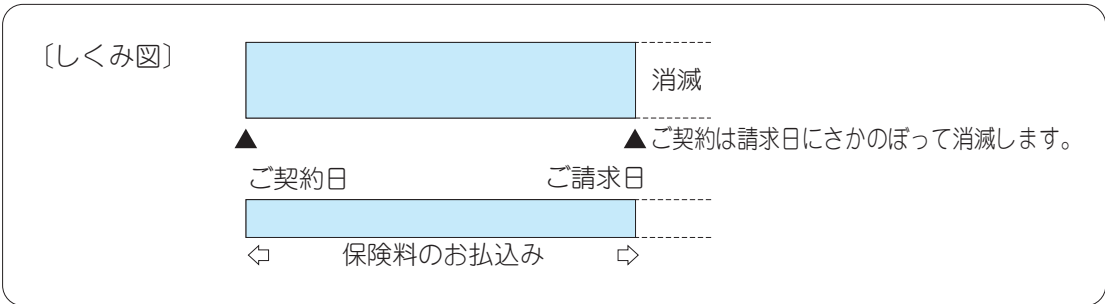 〔しくみ図〕
消滅
▲ ▲ご契約は請求日にさかのぼって消滅します。
ご契約日 ご請求日
⇦ 保険料のお払込み ⇨